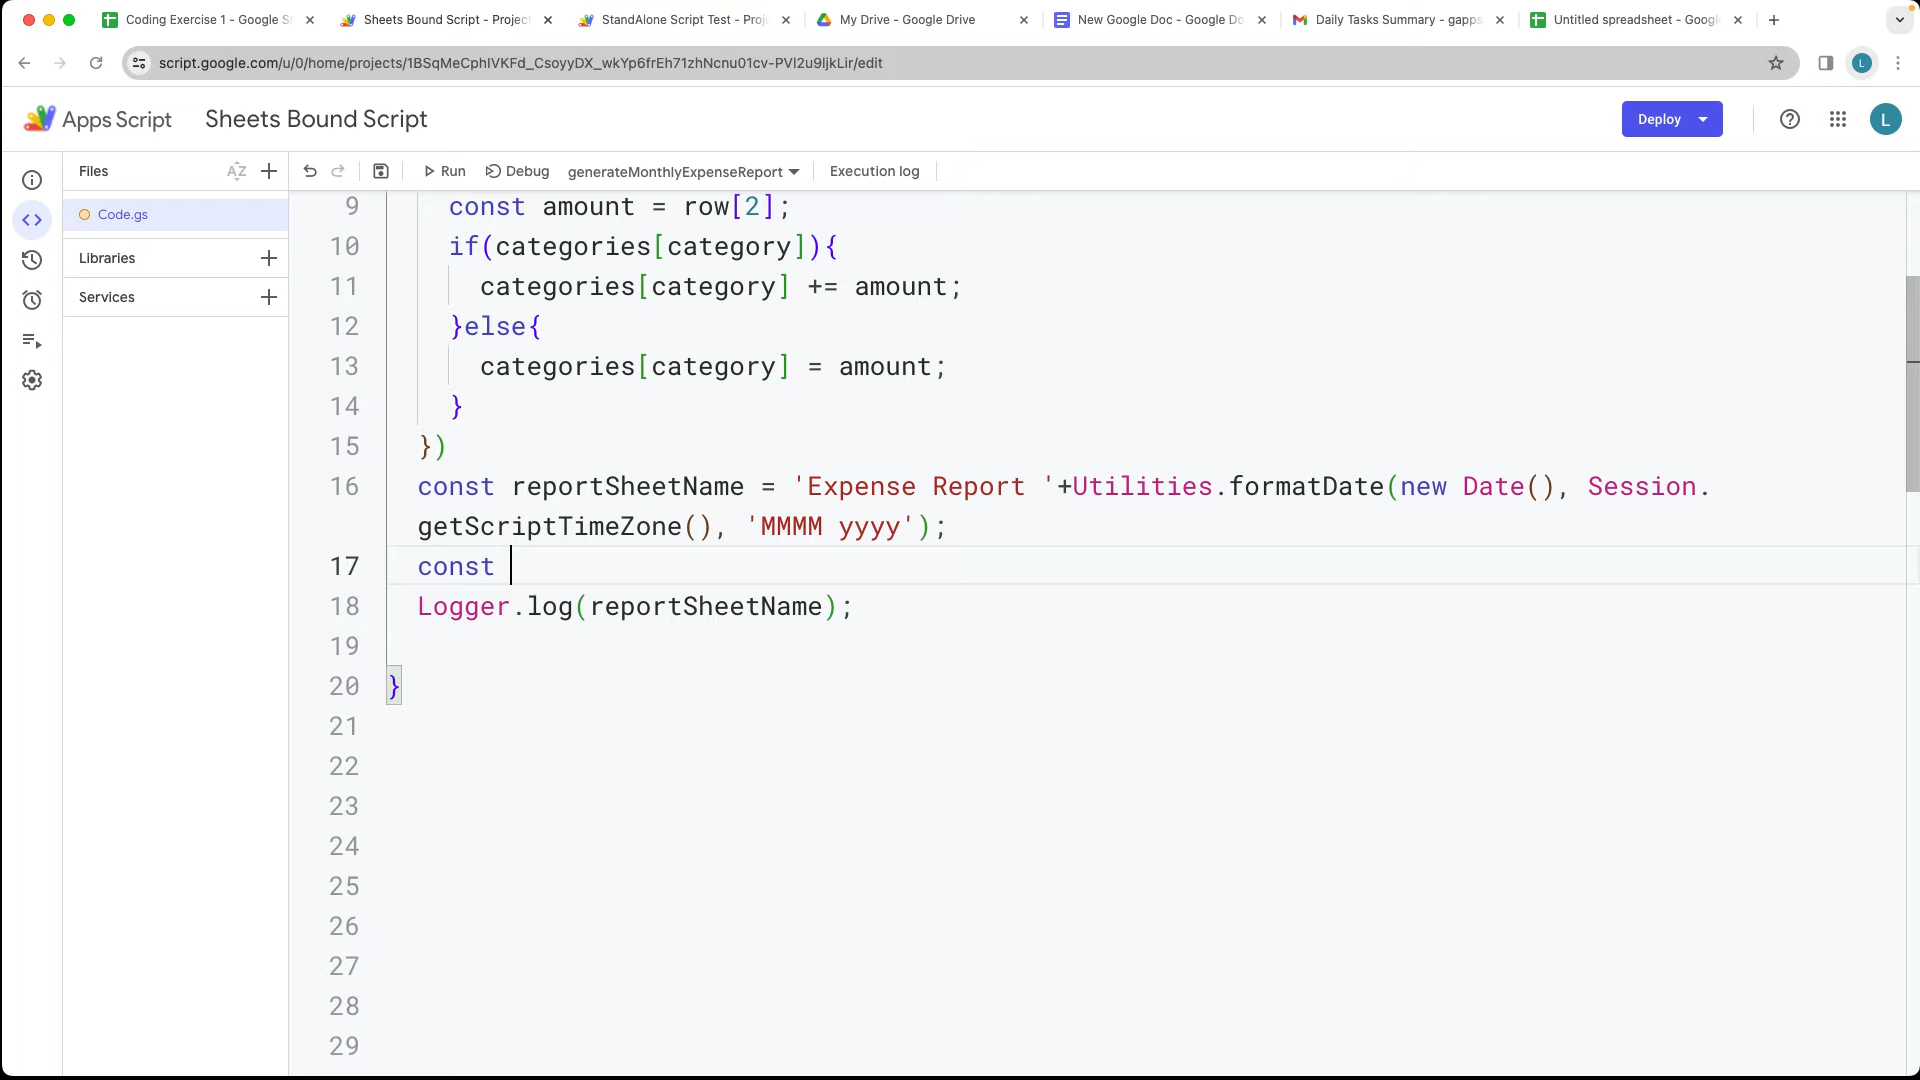 Coding Exercise 1 - Google S
Sheets Bound Script - Project
StandAlone Script Test - Proj
My Drive - Google Drive
New Google Doc - Google Do
Daily Tasks Summary - gapps
Untitled spreadsheet - Googl
script.google.com/u/0/home/projects/1BSqMeCphIVKFd_CsoyyDX_wkYp6frEh71zhNcnu01cv-PVl2u9ljkLir/edit
L
Apps Script
Sheets Bound Script
Deploy
L
Files
AZ
Run
Debug
generateMonthlyExpenseReport
Execution log
Code.gs
Libraries
Services
9 const amount = row[2];
10 if(categories[category]){
11 categories[category] += amount;
12 }else{
13 categories[category] = amount;
14 }
15 })
16 const reportSheetName = 'Expense Report '+Utilities.formatDate(new Date(), Session.
getScriptTimeZone(), 'MMMM yyyy');
17 const
18 Logger.log(reportSheetName);
19
20 }
21
22
23
24
25
26
27
28
29